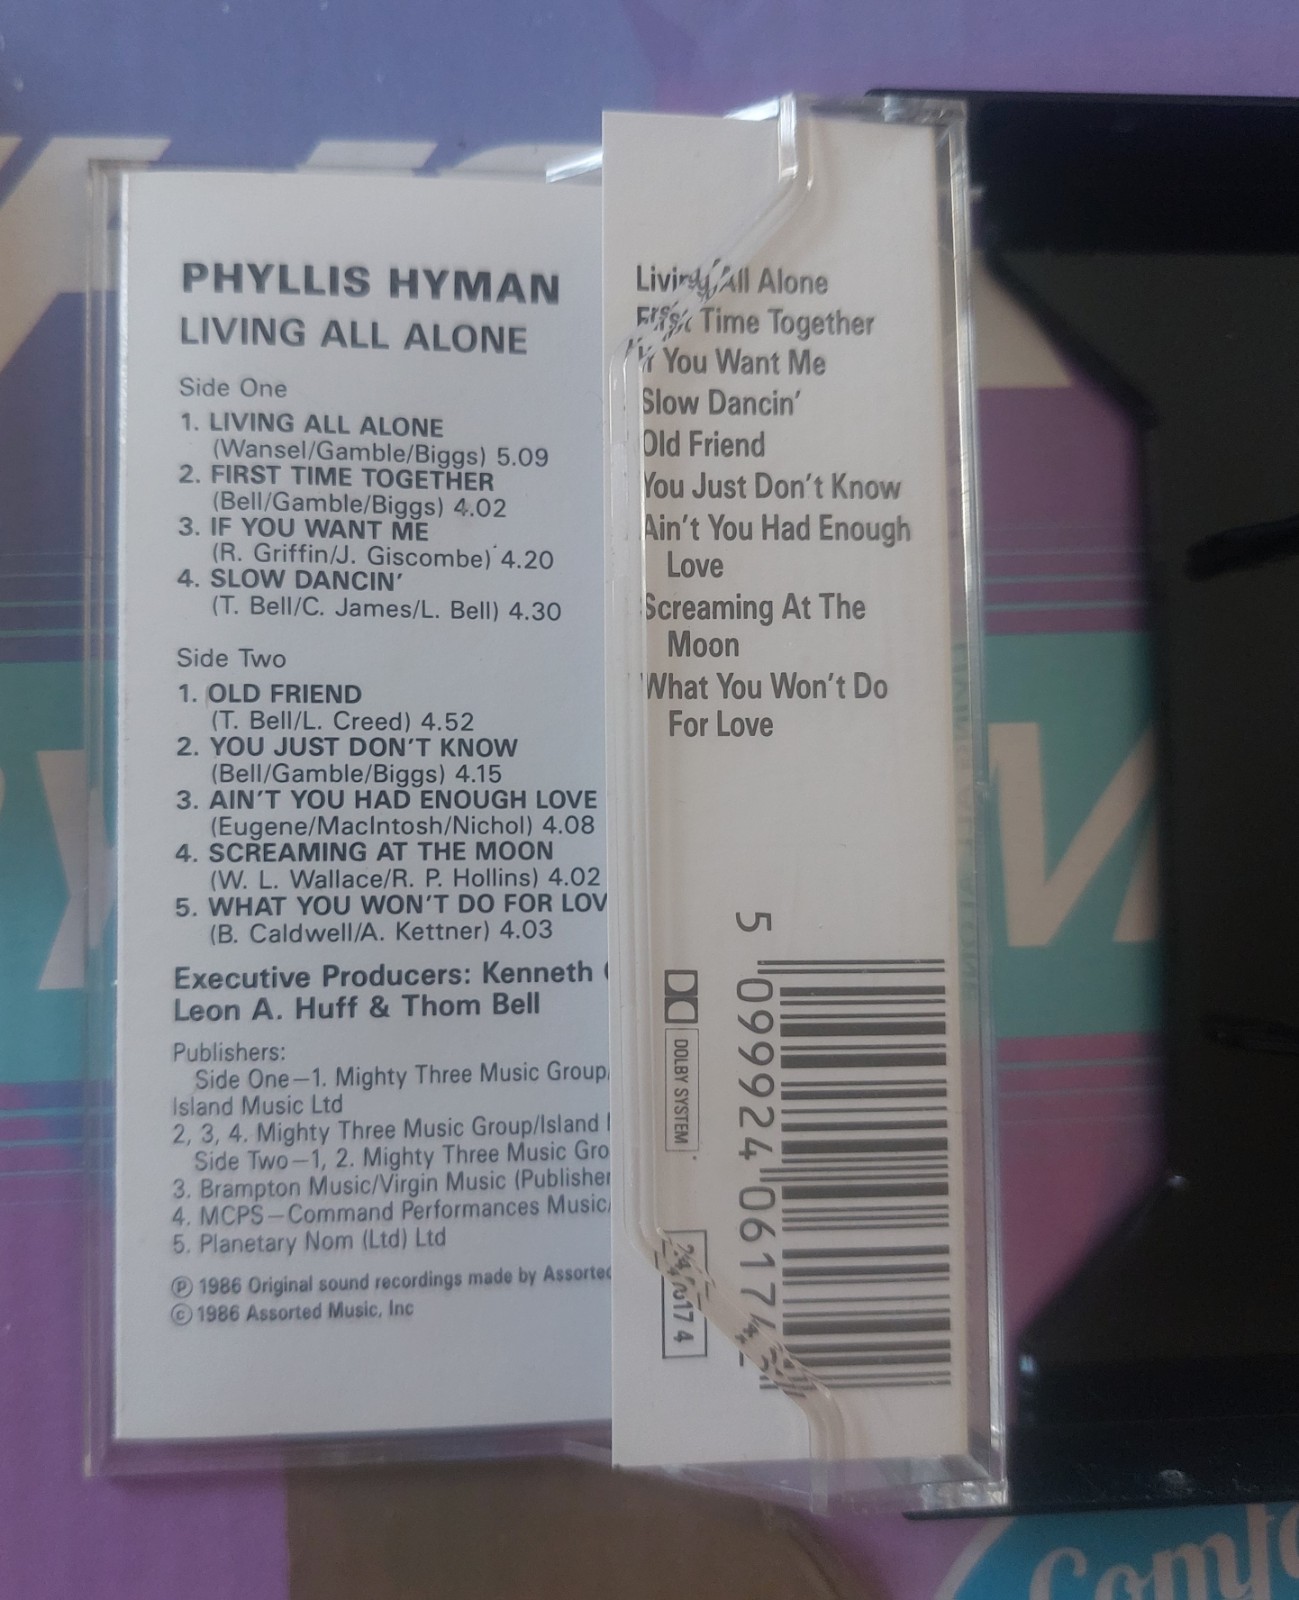 PHYLLIS HYMAN
LIVING ALL ALONE
Side One
1. LIVING ALL ALONE
(Wansel/Gamble/Biggs) 5.09
2. FIRST TIME TOGETHER
(Bell/Gamble/Biggs) 4.02
3. IF YOU WANT ME
(R. Griffin/J. Giscombe) 4.20
4. SLOW DANCIN'
(T. Bell/C. James/L. Bell) 4.30
Side Two
1. OLD FRIEND
(T. Bell/L. Creed) 4.52
2. YOU JUST DON'T KNOW
(Bell/Gamble/Biggs) 4.15
3. AIN'T YOU HAD ENOUGH LOVE
(Eugene/MacIntosh/Nichol) 4.08
4. SCREAMING AT THE MOON
(W. L. Wallace/R. P. Hollins) 4.02
5. WHAT YOU WON'T DO FOR LOV
(B. Caldwell/A. Kettner) 4.03
Executive Producers: Kenneth
Leon A. Huff & Thom Bell
Publishers:
Side One—1. Mighty Three Music Group
Island Music Ltd
2, 3, 4. Mighty Three Music Group/Island
Side Two—1, 2. Mighty Three Music Gro
3. Brampton Music/Virgin Music (Publisher
4. MCPS—Command Performances Music
5. Planetary Nom (Ltd) Ltd
Ⓟ 1986 Original sound recordings made by Assorted
© 1986 Assorted Music, Inc
Living All Alone
First Time Together
If You Want Me
Slow Dancin'
Old Friend
You Just Don't Know
Ain't You Had Enough
Love
Screaming At The
Moon
What You Won't Do
For Love
DOLBY SYSTEM
5 099924 0617
Comfo